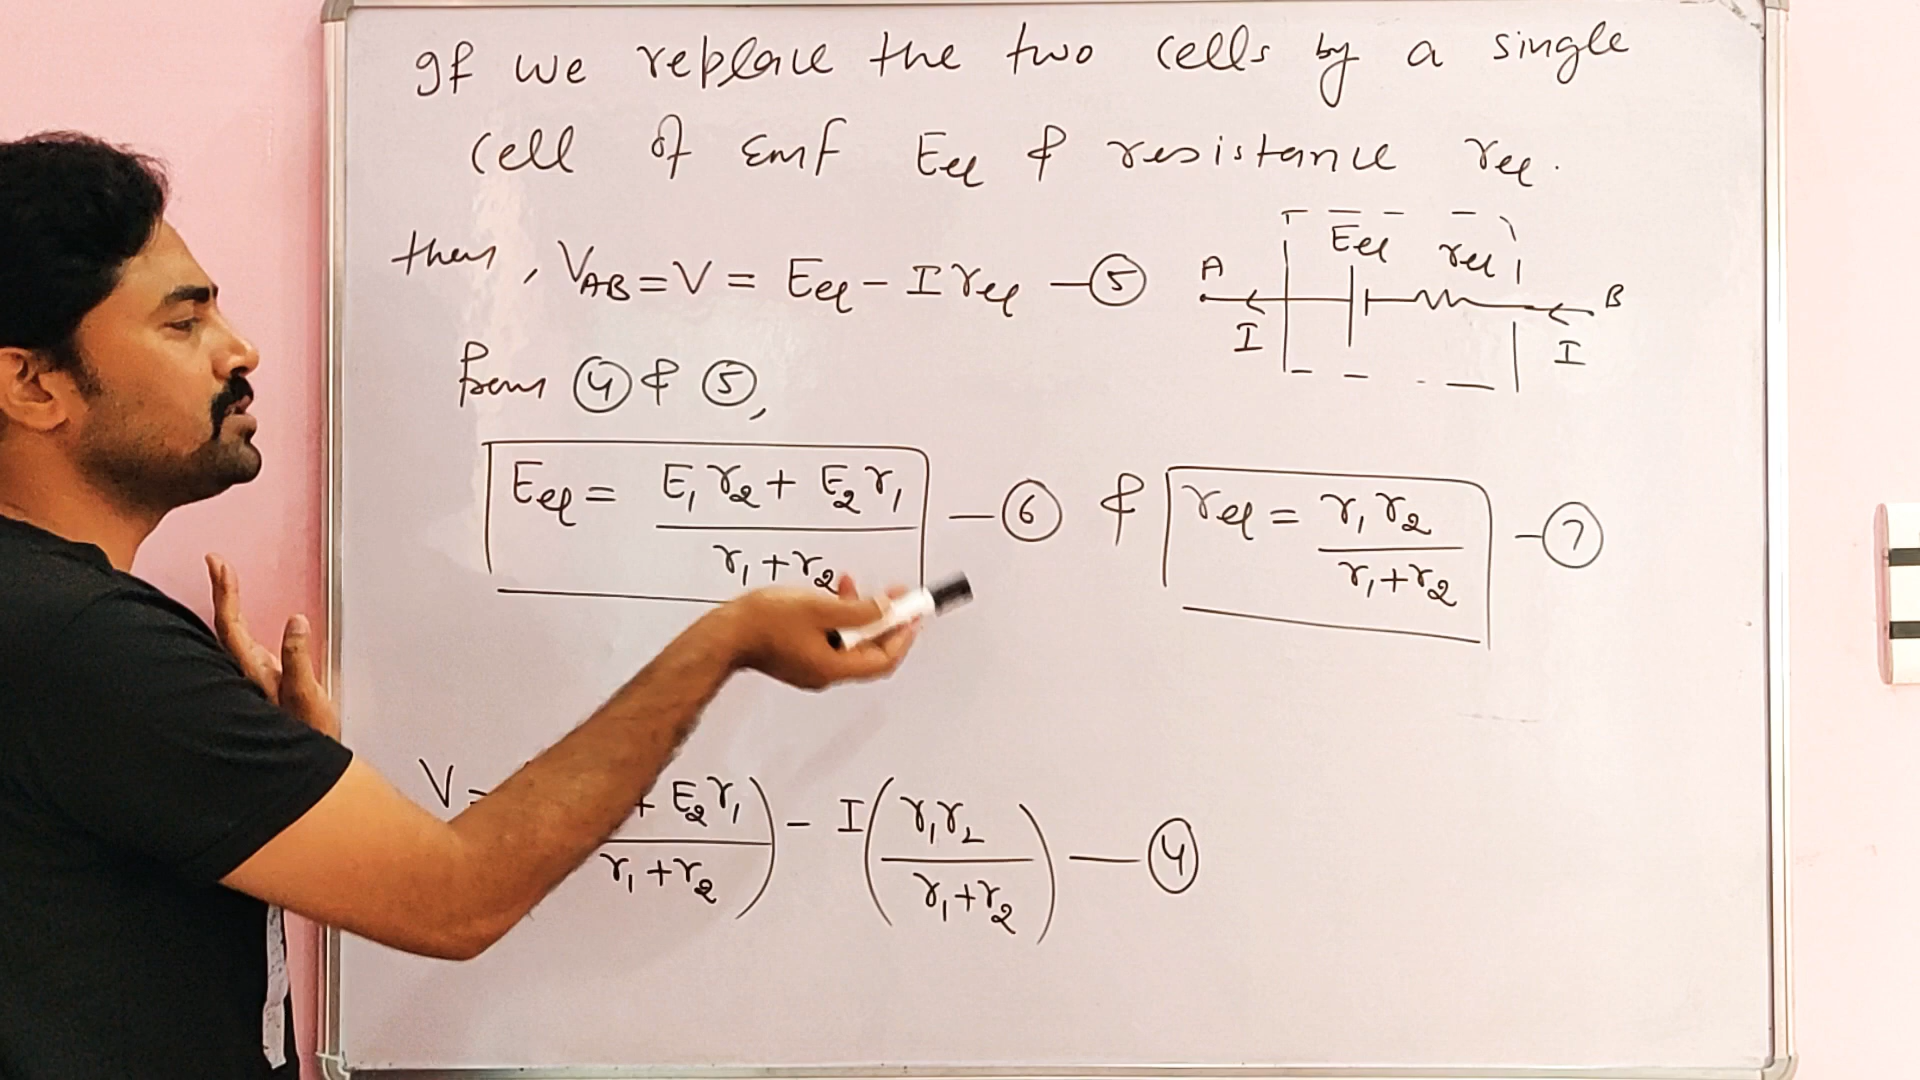 If we replace the two cells by a single
cell of emf Eeq & resistance req.
then, VAB = V = Eeq - I req — ⑤
Eeq req
A B
I I
from ④ & ⑤,
Eeq = (E₁r₂ + E₂r₁)/(r₁+r₂) — ⑥ & req = r₁r₂/(r₁+r₂) — ⑦
V= + E₂r₁)/(r₁+r₂) - I(r₁r₂/(r₁+r₂)) — ④